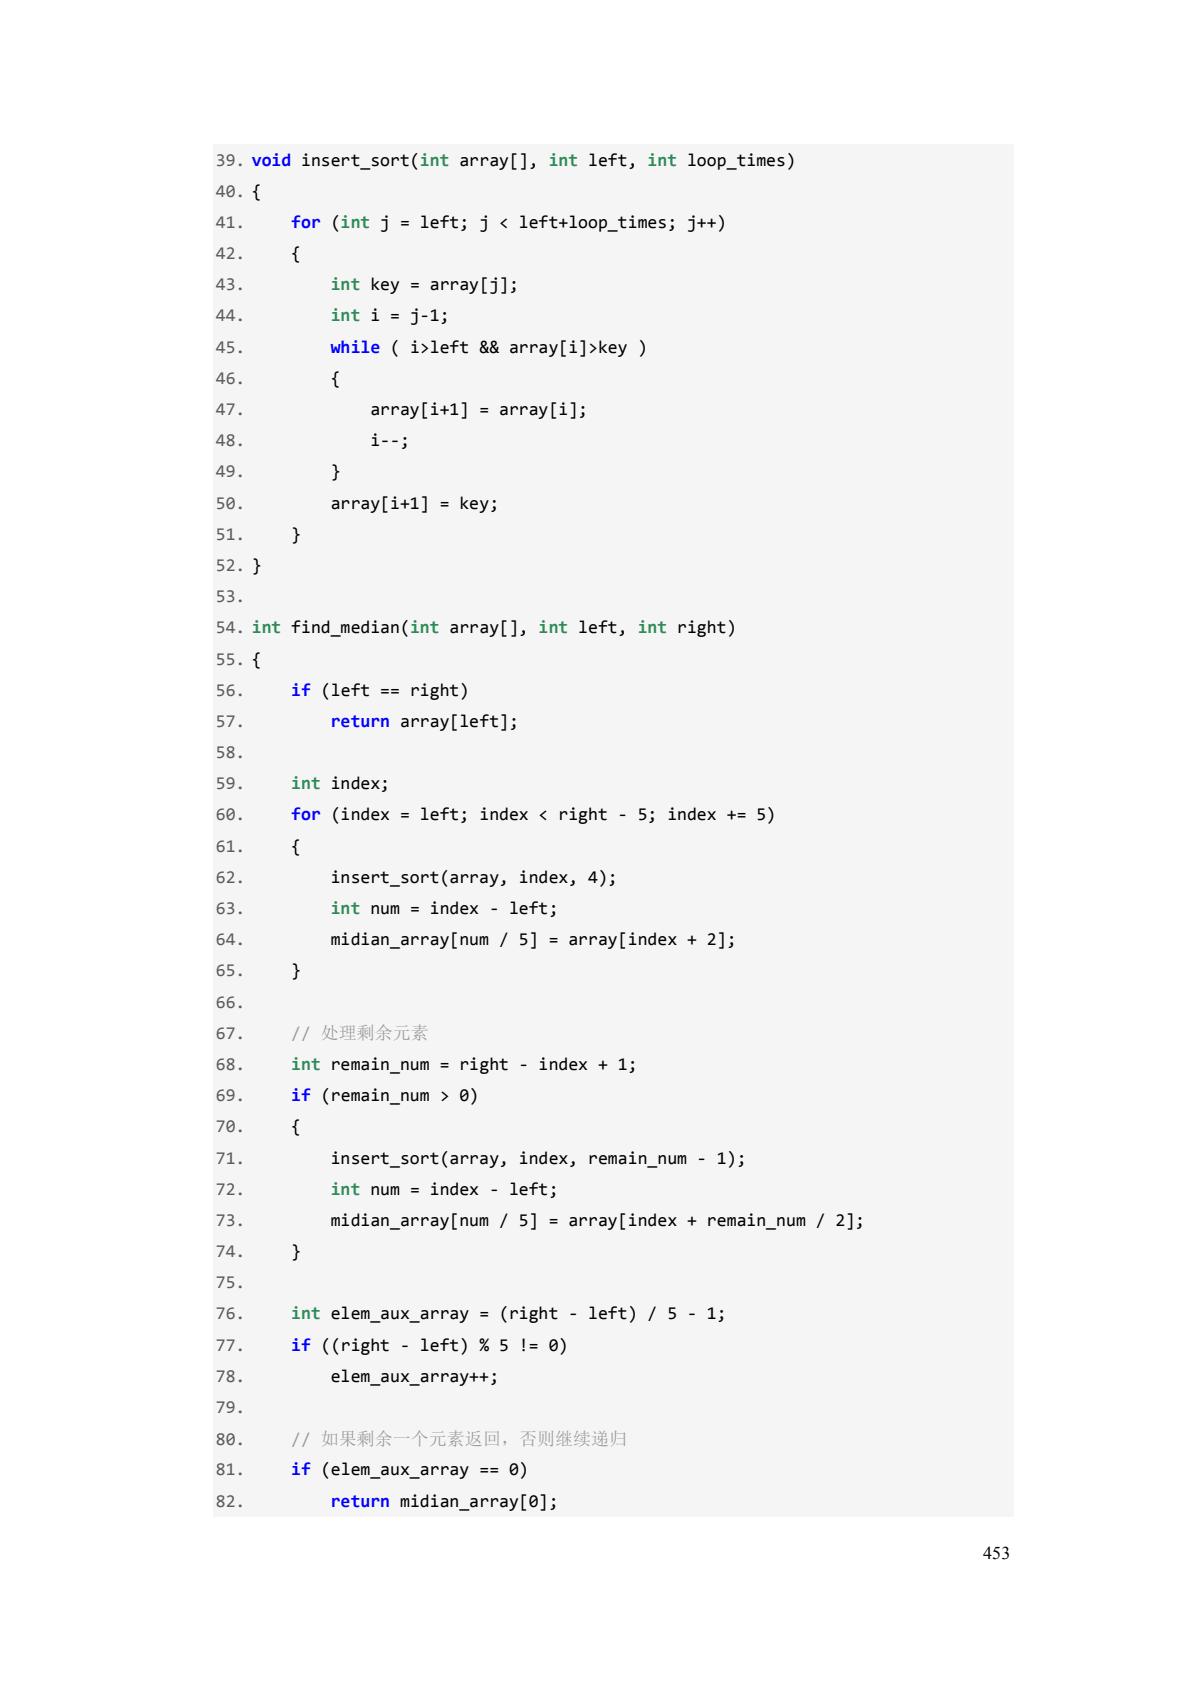 39. void insert_sort(int array[], int left, int loop_times)
40. {
41.     for (int j = left; j < left+loop_times; j++)
42.     {
43.         int key = array[j];
44.         int i = j-1;
45.         while ( i>left && array[i]>key )
46.         {
47.             array[i+1] = array[i];
48.             i--;
49.         }
50.         array[i+1] = key;
51.     }
52. }
53.
54. int find_median(int array[], int left, int right)
55. {
56.     if (left == right)
57.         return array[left];
58.
59.     int index;
60.     for (index = left; index < right - 5; index += 5)
61.     {
62.         insert_sort(array, index, 4);
63.         int num = index - left;
64.         midian_array[num / 5] = array[index + 2];
65.     }
66.
67.     // 处理剩余元素
68.     int remain_num = right - index + 1;
69.     if (remain_num > 0)
70.     {
71.         insert_sort(array, index, remain_num - 1);
72.         int num = index - left;
73.         midian_array[num / 5] = array[index + remain_num / 2];
74.     }
75.
76.     int elem_aux_array = (right - left) / 5 - 1;
77.     if ((right - left) % 5 != 0)
78.         elem_aux_array++;
79.
80.     // 如果剩余一个元素返回，否则继续递归
81.     if (elem_aux_array == 0)
82.         return midian_array[0];
453